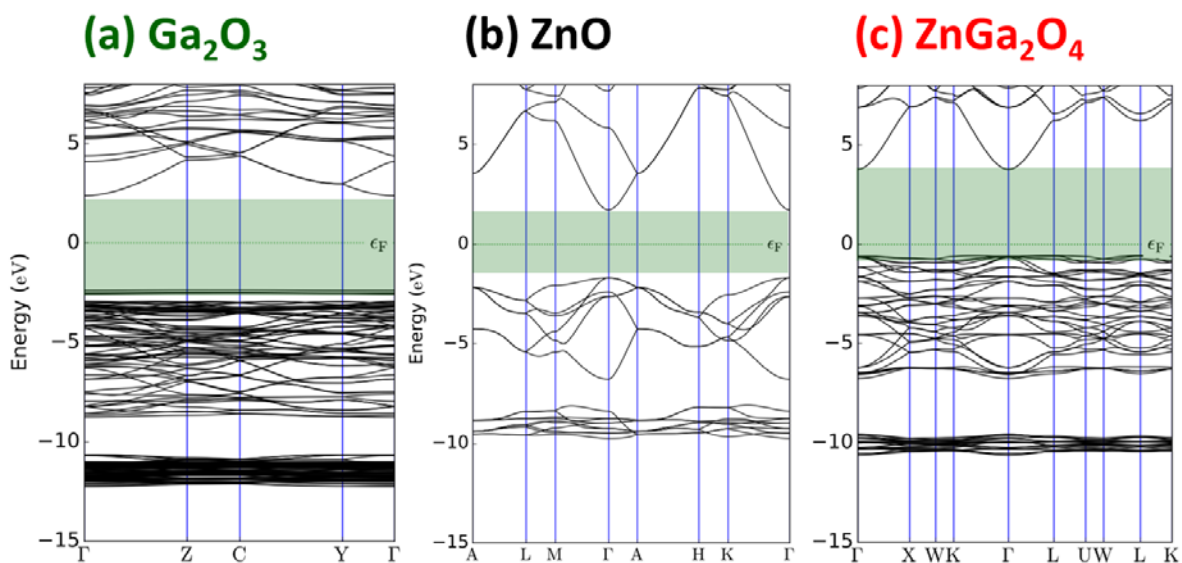 (a) Ga₂O₃
(b) ZnO
(c) ZnGa₂O₄
Energy (eV)
5
0
−5
−10
−15
ϵF
Γ Z C Y Γ
Energy (eV)
5
0
−5
−10
−15
ϵF
A L M Γ A H K Γ
5
0
−5
−10
−15
ϵF
Γ X W K Γ L U W L K